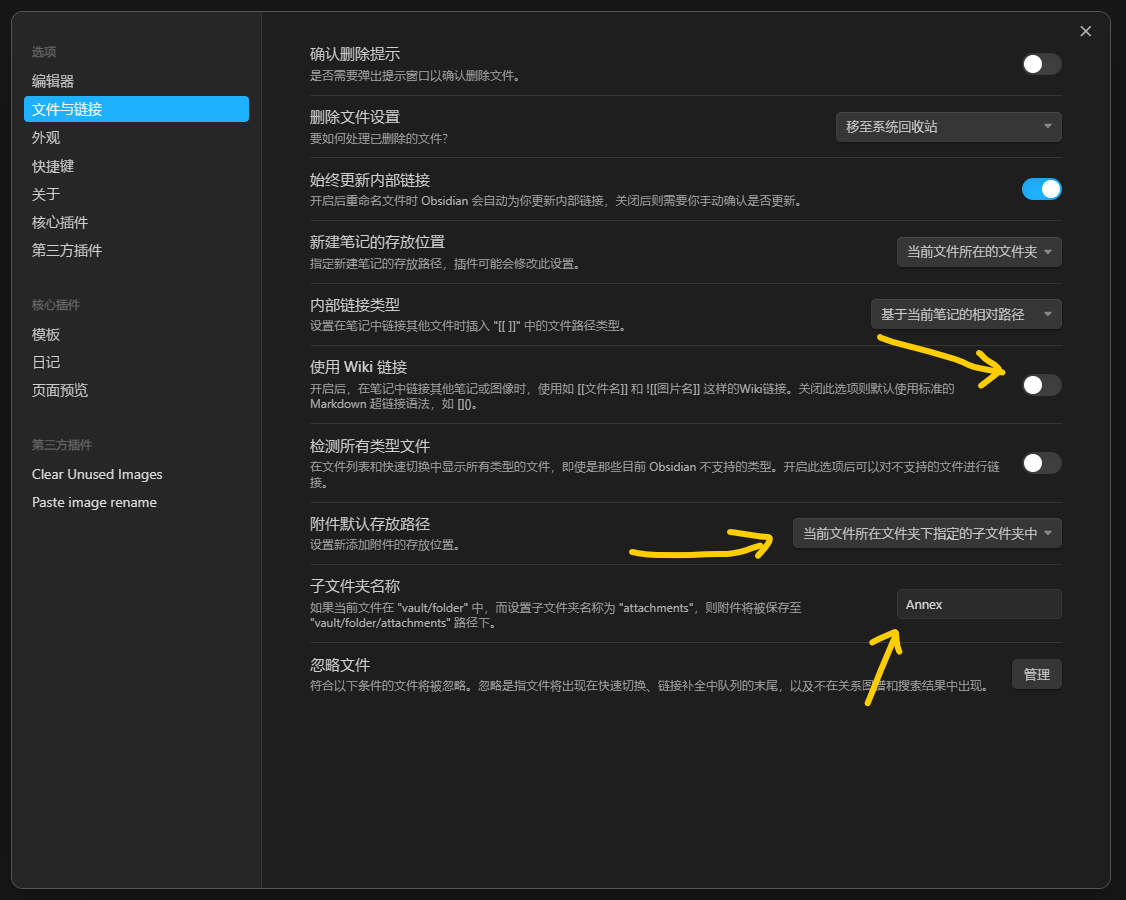 选项
编辑器
文件与链接
外观
快捷键
关于
核心插件
第三方插件
核心插件
模板
日记
页面预览
第三方插件
Clear Unused Images
Paste image rename
确认删除提示
是否需要弹出提示窗口以确认删除文件。
删除文件设置
要如何处理已删除的文件?
移至系统回收站
始终更新内部链接
开启后重命名文件时 Obsidian 会自动为你更新内部链接，关闭后则需要你手动确认是否更新。
新建笔记的存放位置
指定新建笔记的存放路径，插件可能会修改此设置。
当前文件所在的文件夹
内部链接类型
设置在笔记中链接其他文件时插入 "[[ ]]" 中的文件路径类型。
基于当前笔记的相对路径
使用 Wiki 链接
开启后，在笔记中链接其他笔记或图像时，使用如 [[文件名]] 和 ![[图片名]] 这样的Wiki链接。关闭此选项则默认使用标准的
Markdown 超链接语法，如 []()。
检测所有类型文件
在文件列表和快速切换中显示所有类型的文件，即使是那些目前 Obsidian 不支持的类型。开启此选项后可以对不支持的文件进行链
接。
附件默认存放路径
设置新添加附件的存放位置。
当前文件所在文件夹下指定的子文件夹中
子文件夹名称
如果当前文件在 "vault/folder" 中，而设置子文件夹名称为 "attachments"，则附件将被保存至
"vault/folder/attachments" 路径下。
Annex
忽略文件
符合以下条件的文件将被忽略。忽略是指文件将出现在快速切换、链接补全中队列的末尾，以及不在关系图谱和搜索结果中出现。
管理